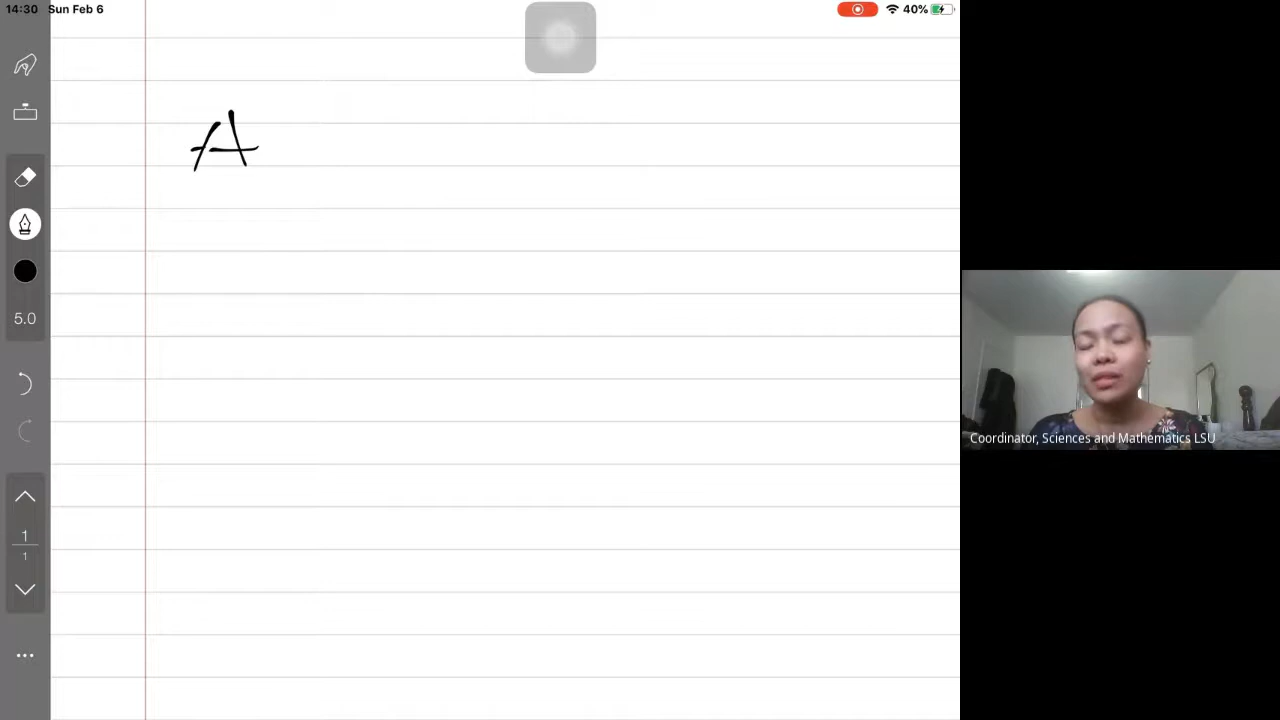 14:30 Sun Feb 6
40%
A
5.0
1
1
Coordinator, Sciences and Mathematics LSU